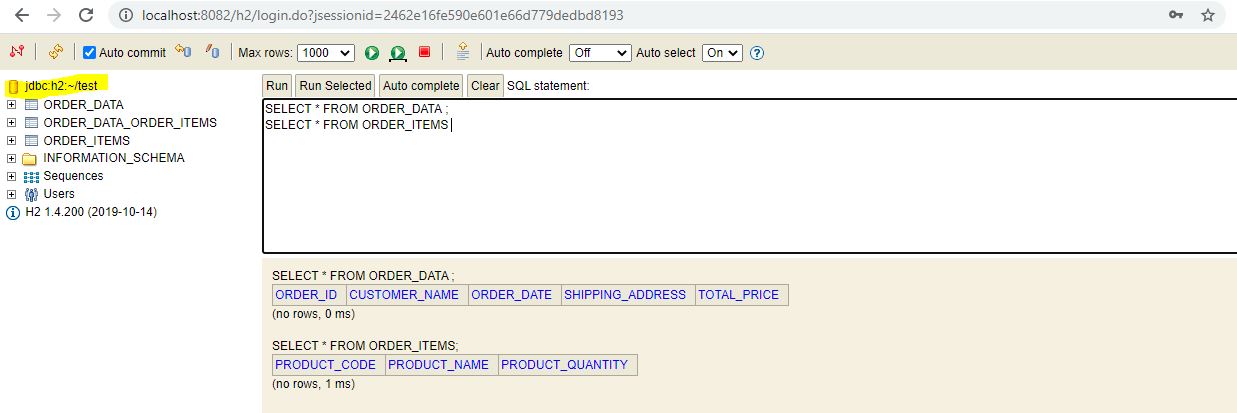 localhost:8082/h2/login.do?jsessionid=2462e16fe590e601e66d779dedbd8193
Auto commit Max rows: 1000 Auto complete Off Auto select On ?
jdbc:h2:~/test
ORDER_DATA
ORDER_DATA_ORDER_ITEMS
ORDER_ITEMS
INFORMATION_SCHEMA
Sequences
Users
H2 1.4.200 (2019-10-14)
Run Run Selected Auto complete Clear SQL statement:
SELECT * FROM ORDER_DATA ;
SELECT * FROM ORDER_ITEMS
SELECT * FROM ORDER_DATA ;
ORDER_ID CUSTOMER_NAME ORDER_DATE SHIPPING_ADDRESS TOTAL_PRICE
(no rows, 0 ms)
SELECT * FROM ORDER_ITEMS;
PRODUCT_CODE PRODUCT_NAME PRODUCT_QUANTITY
(no rows, 1 ms)